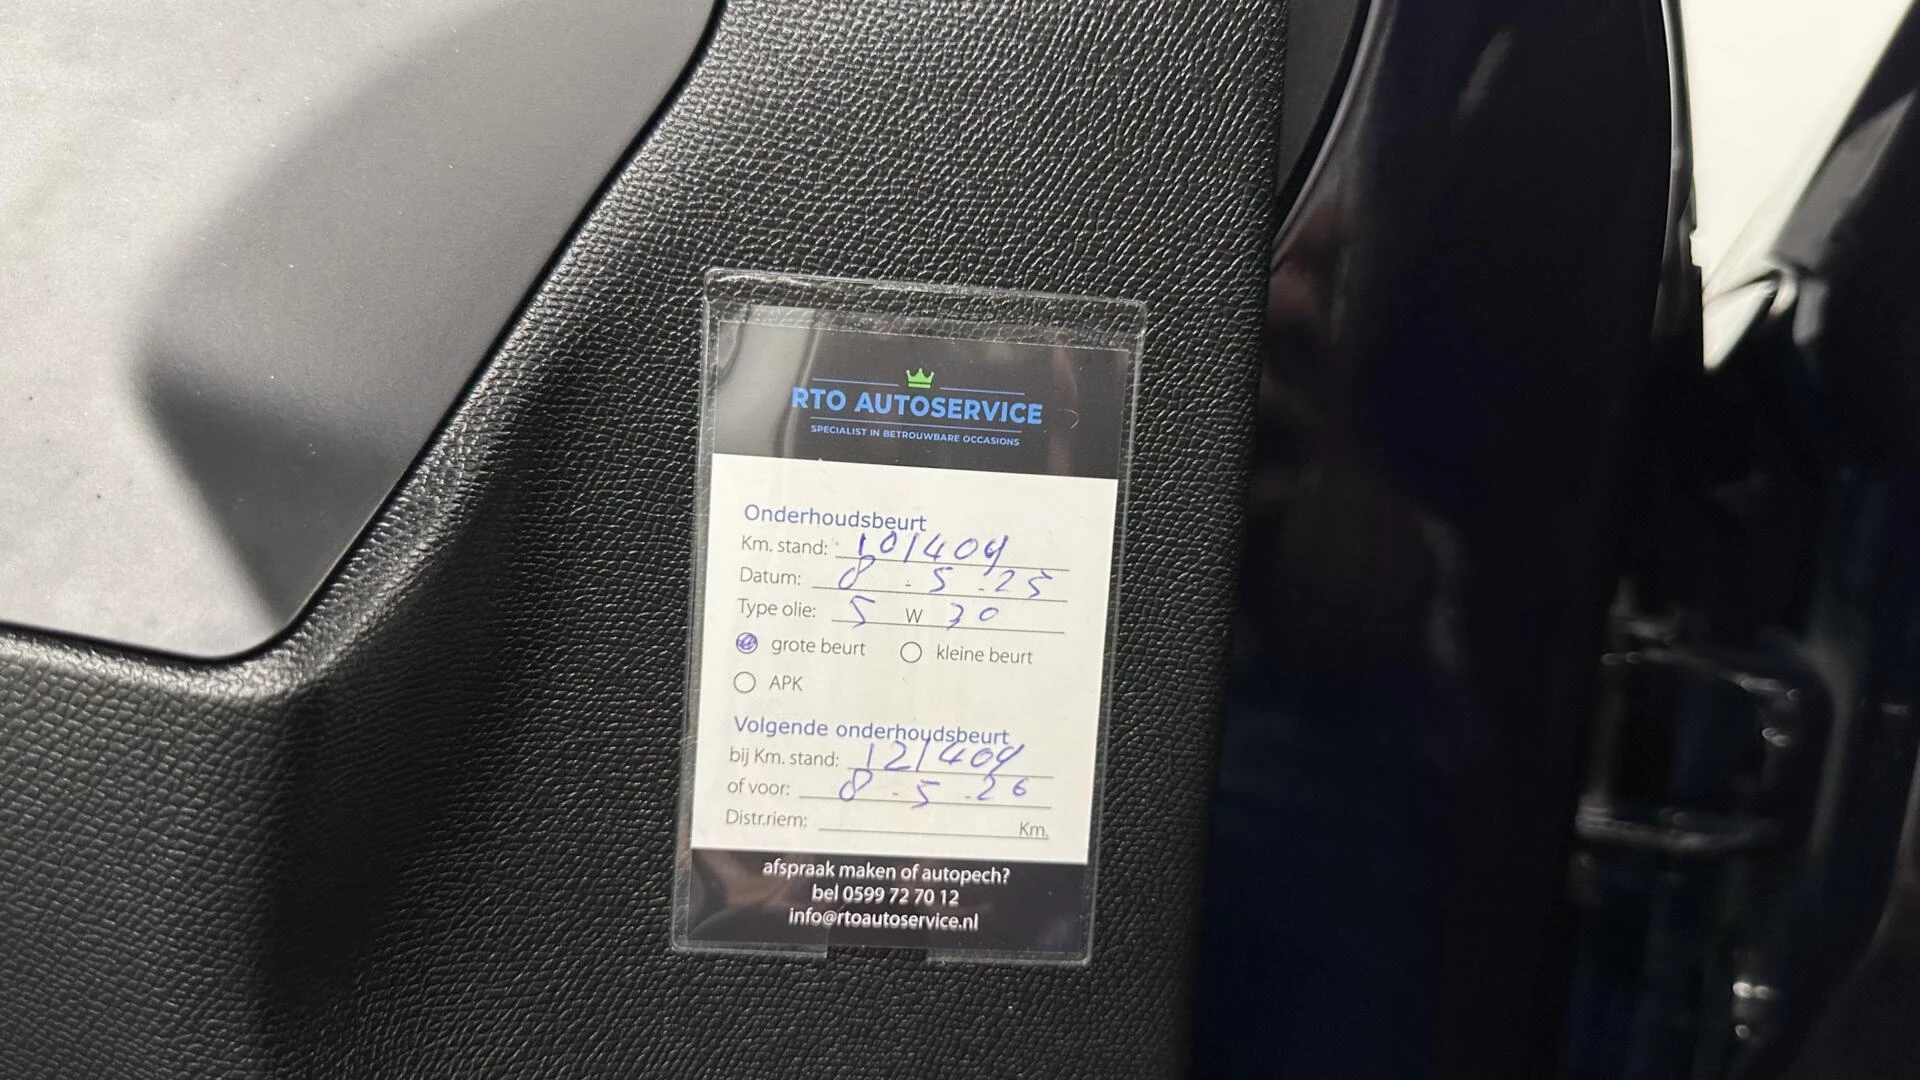 RTO AUTOSERVICE
SPECIALIST IN BETROUWBARE OCCASIONS
Onderhoudsbeurt
Km. stand: 101404
Datum: 8 - 5 - 25
Type olie: 5 W 30
grote beurt kleine beurt
APK
Volgende onderhoudsbeurt
bij Km. stand: 121404
of voor: 8 - 5 - 26
Distr.riem: Km.
afspraak maken of autopech?
bel 0599 72 70 12
info@rtoautoservice.nl